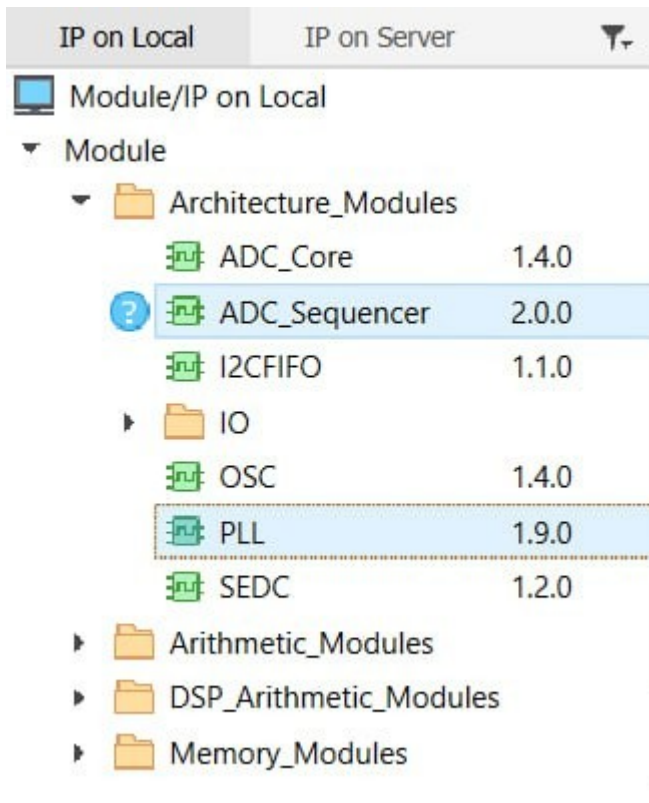 IP on Local IP on Server
Module/IP on Local
Module
Architecture_Modules
ADC_Core 1.4.0
? ADC_Sequencer 2.0.0
I2CFIFO 1.1.0
IO
OSC 1.4.0
PLL 1.9.0
SEDC 1.2.0
Arithmetic_Modules
DSP_Arithmetic_Modules
Memory_Modules